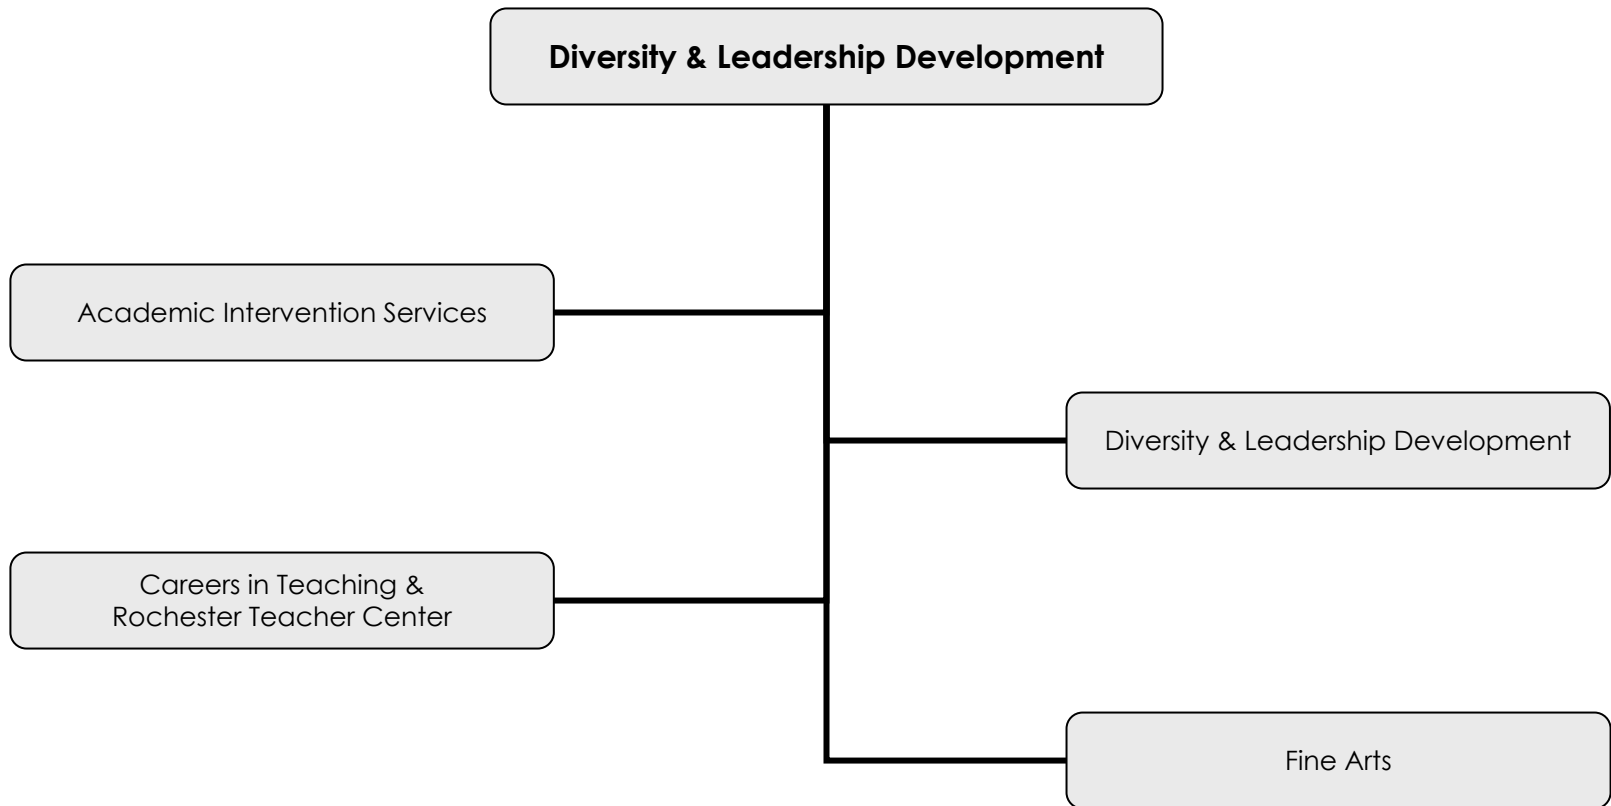 Diversity & Leadership Development
Academic Intervention Services
Diversity & Leadership Development
Careers in Teaching &
Rochester Teacher Center
Fine Arts